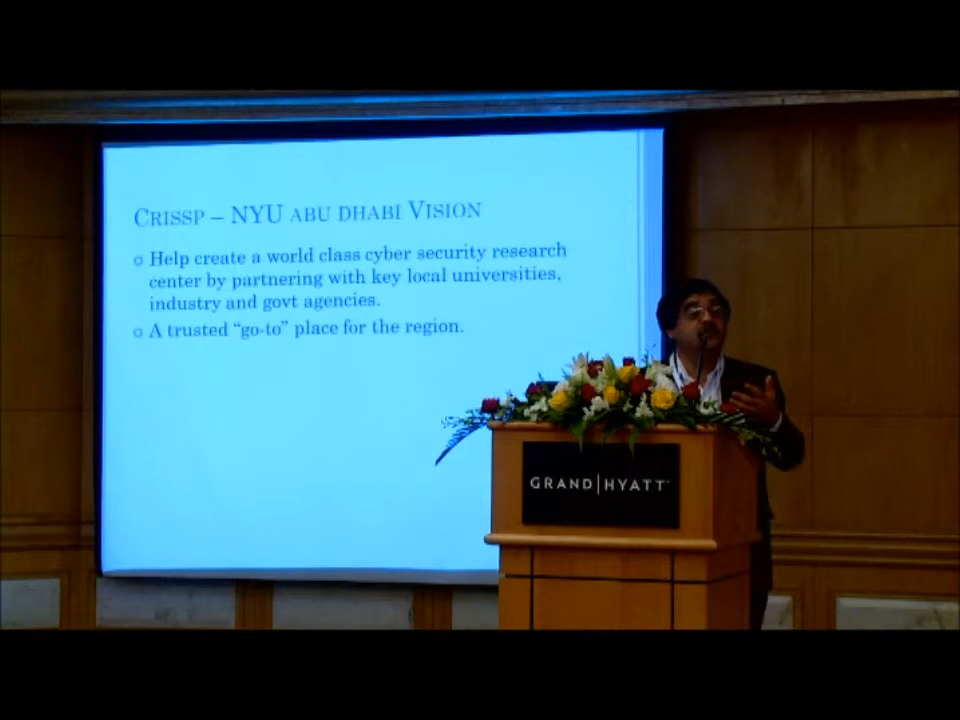 CRISSP – NYU ABU DHABI VISION
Help create a world class cyber security research
center by partnering with key local universities,
industry and govt agencies.
A trusted “go-to” place for the region.
GRAND|HYATT